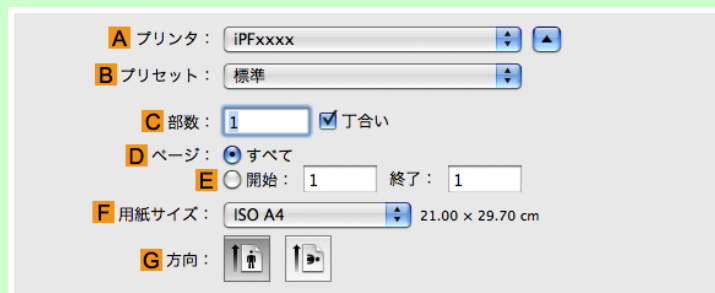 A プリンタ： iPFxxxx
B プリセット： 標準
C 部数： 1 丁合い
D ページ： すべて
E 開始： 1 終了： 1
F 用紙サイズ： ISO A4 21.00 × 29.70 cm
G 方向：